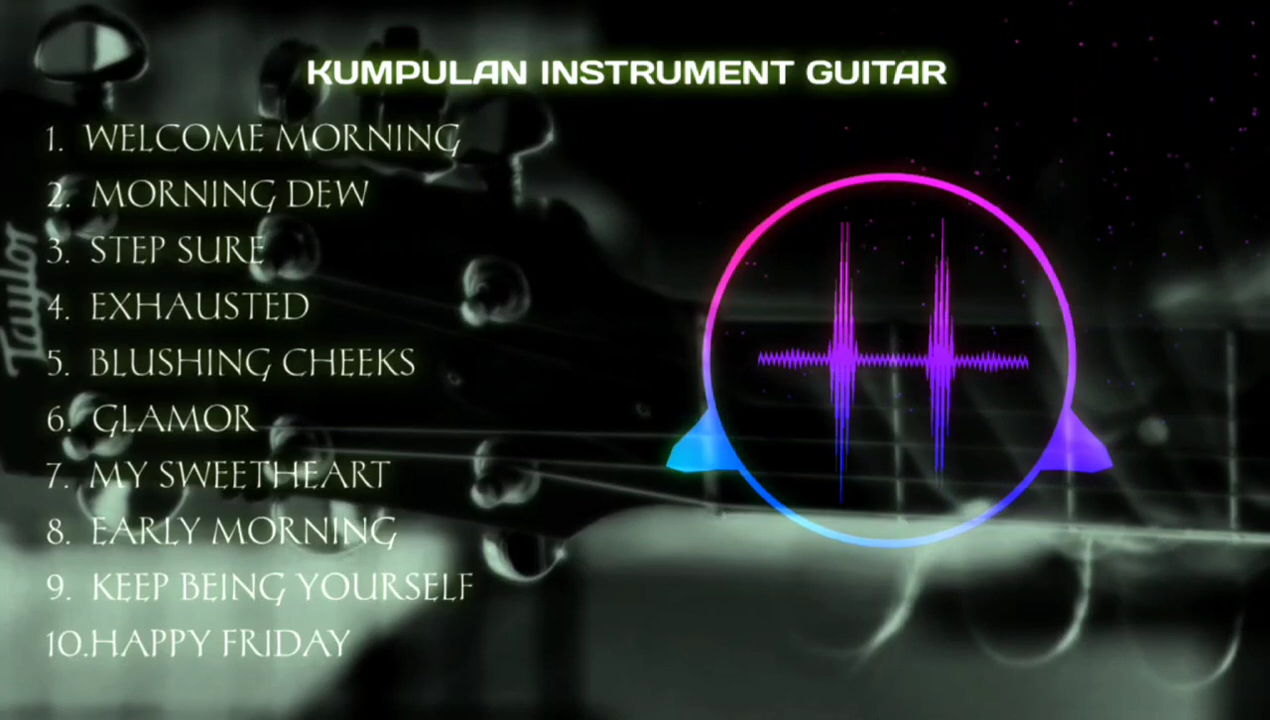 KUMPULAN INSTRUMENT GUITAR
1. WELCOME MORNING
2. MORNING DEW
3. STEP SURE
4. EXHAUSTED
5. BLUSHING CHEEKS
6. GLAMOR
7. MY SWEETHEART
8. EARLY MORNING
9. KEEP BEING YOURSELF
10.HAPPY FRIDAY
Taylor